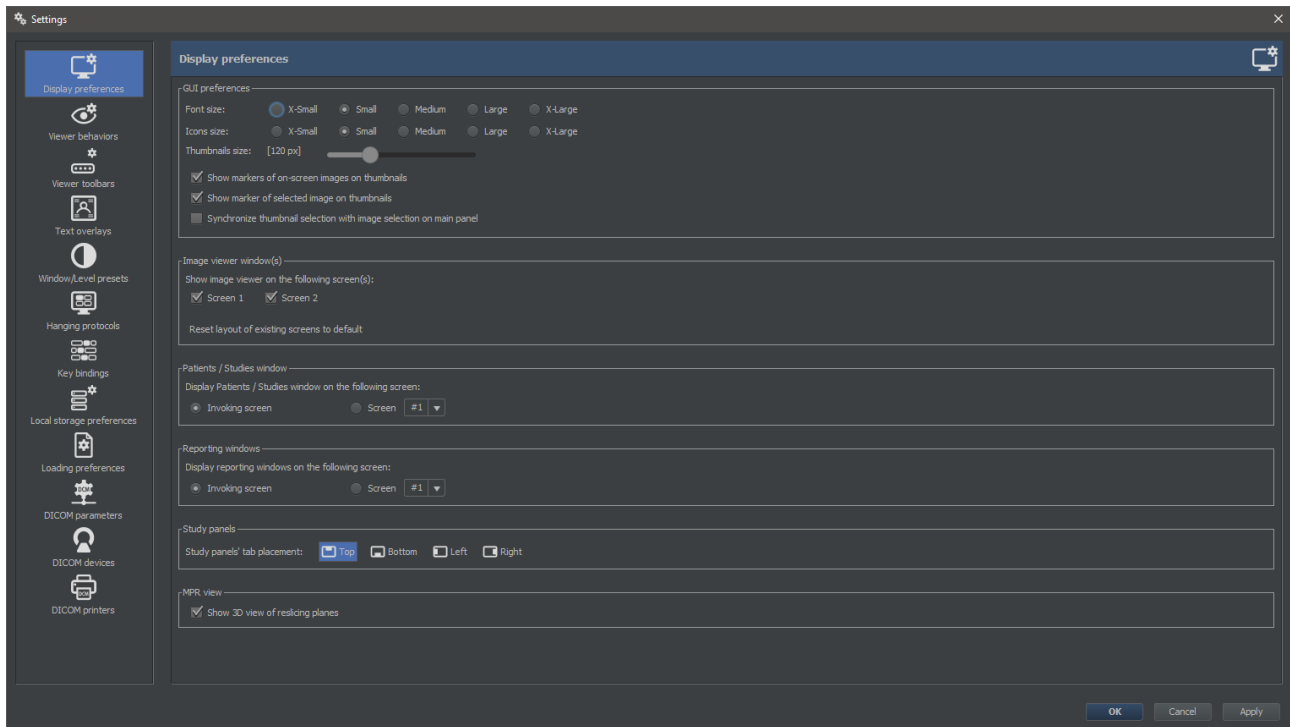 Settings
Display preferences
Viewer behaviors
Viewer toolbars
Text overlays
Window/Level presets
Hanging protocols
Key bindings
Local storage preferences
Loading preferences
DICOM parameters
DICOM devices
DICOM printers
Display preferences
GUI preferences
Font size: X-Small Small Medium Large X-Large
Icons size: X-Small Small Medium Large X-Large
Thumbnails size: [120 px]
Show markers of on-screen images on thumbnails
Show marker of selected image on thumbnails
Synchronize thumbnail selection with image selection on main panel
Image viewer window(s)
Show image viewer on the following screen(s):
Screen 1 Screen 2
Reset layout of existing screens to default
Patients / Studies window
Display Patients / Studies window on the following screen:
Invoking screen Screen #1
Reporting windows
Display reporting windows on the following screen:
Invoking screen Screen #1
Study panels
Study panels' tab placement: Top Bottom Left Right
MPR view
Show 3D view of reslicing planes
OK Cancel Apply